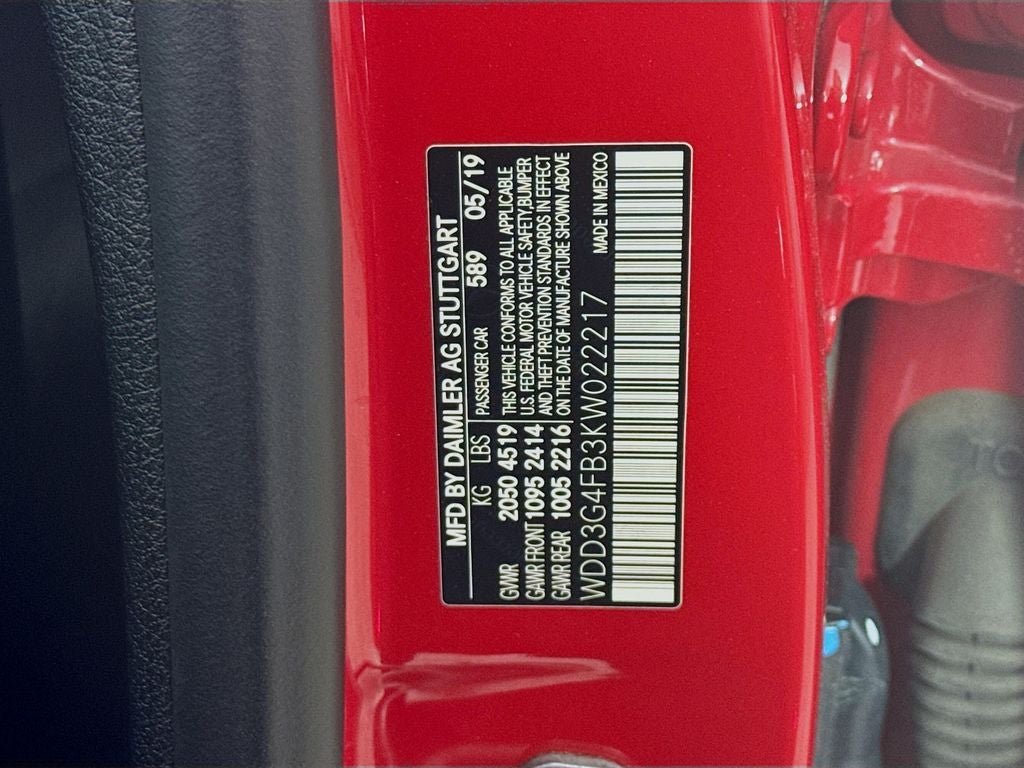 MFD BY DAIMLER AG STUTTGART
KG LBS PASSENGER CAR 589 05/19
GVWR 2050 4519
GAWR FRONT 1095 2414
GAWR REAR 1005 2216
THIS VEHICLE CONFORMS TO ALL APPLICABLE
U.S. FEDERAL MOTOR VEHICLE SAFETY,BUMPER
AND THEFT PREVENTION STANDARDS IN EFFECT
ON THE DATE OF MANUFACTURE SHOWN ABOVE
WDD3G4FB3KW022217 MADE IN MEXICO